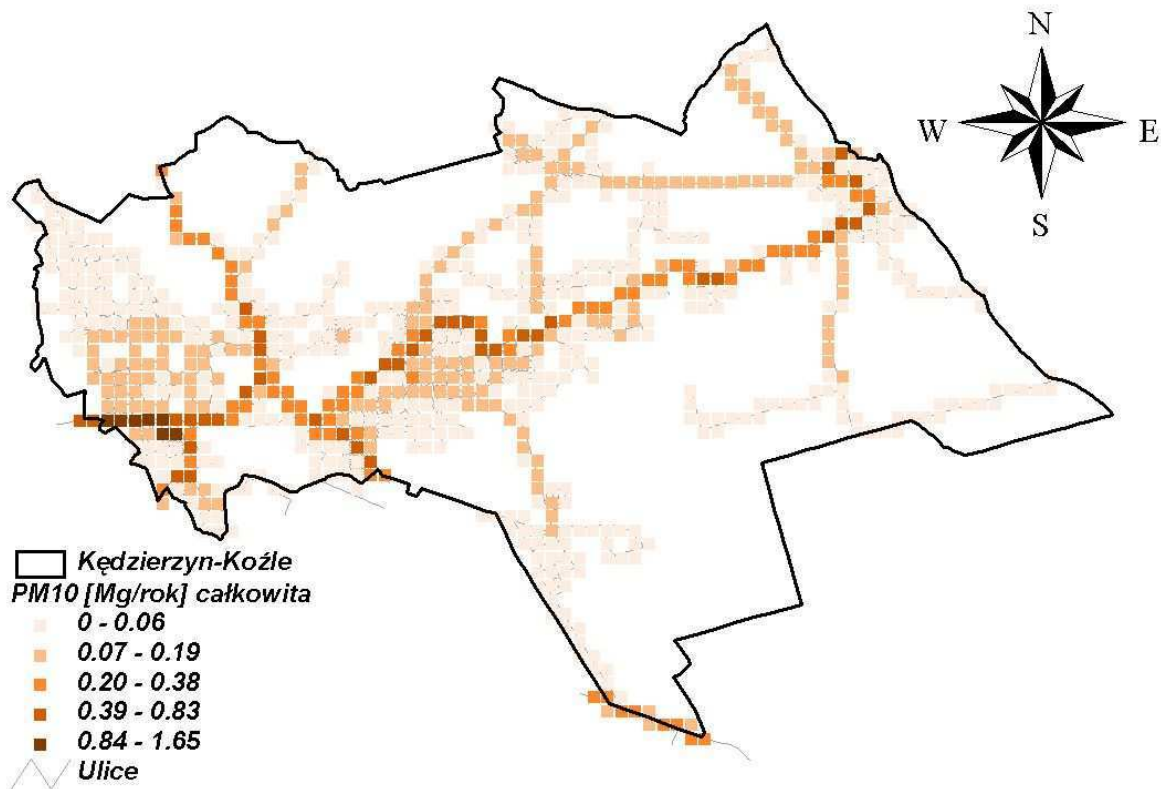 N
W
E
S
Kędzierzyn-Koźle
PM10 [Mg/rok] całkowita
0 - 0.06
0.07 - 0.19
0.20 - 0.38
0.39 - 0.83
0.84 - 1.65
Ulice